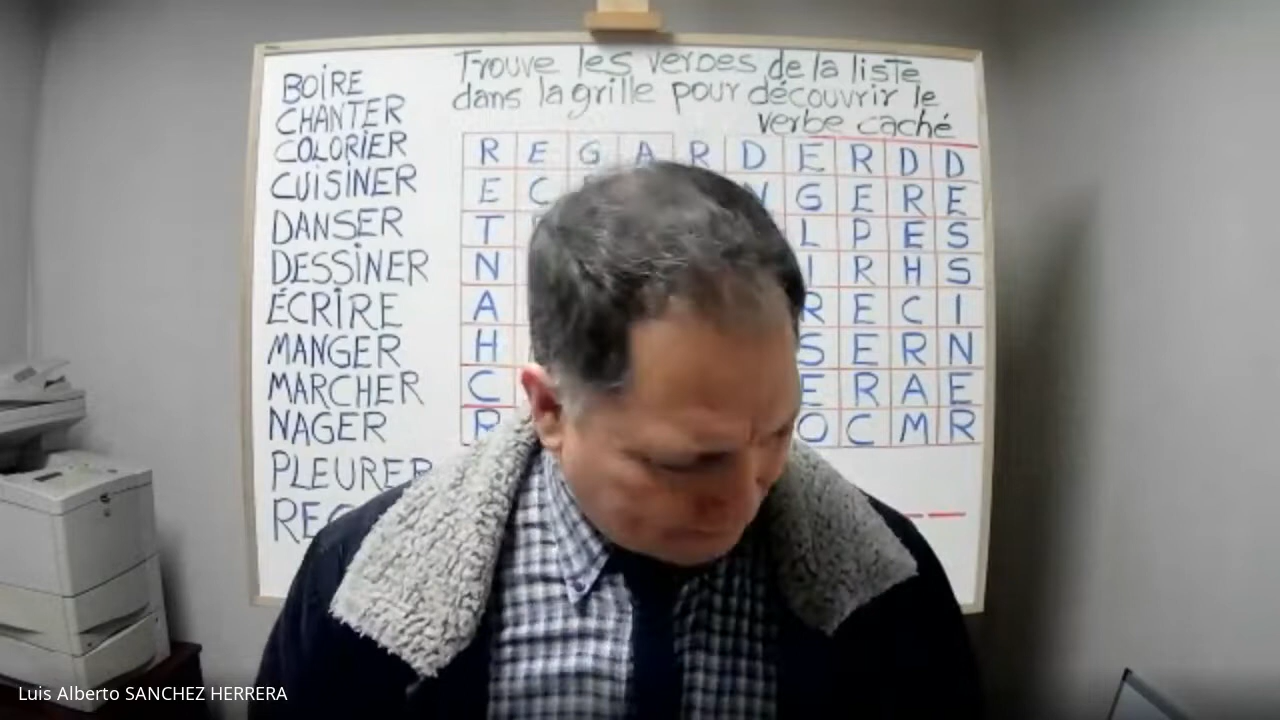 Trouve les verbes de la liste
dans la grille pour découvrir le
verbe caché
BOIRE
CHANTER
COLORIER
CUISINER
DANSER
DESSINER
ÉCRIRE
MANGER
MARCHER
NAGER
PLEURER
R E G A R D E R D D
E C N G E R E
T L P E S
N I R H S
A R E C I
H S E R N
C E R A E
R O C M R
Luis Alberto SANCHEZ HERRERA